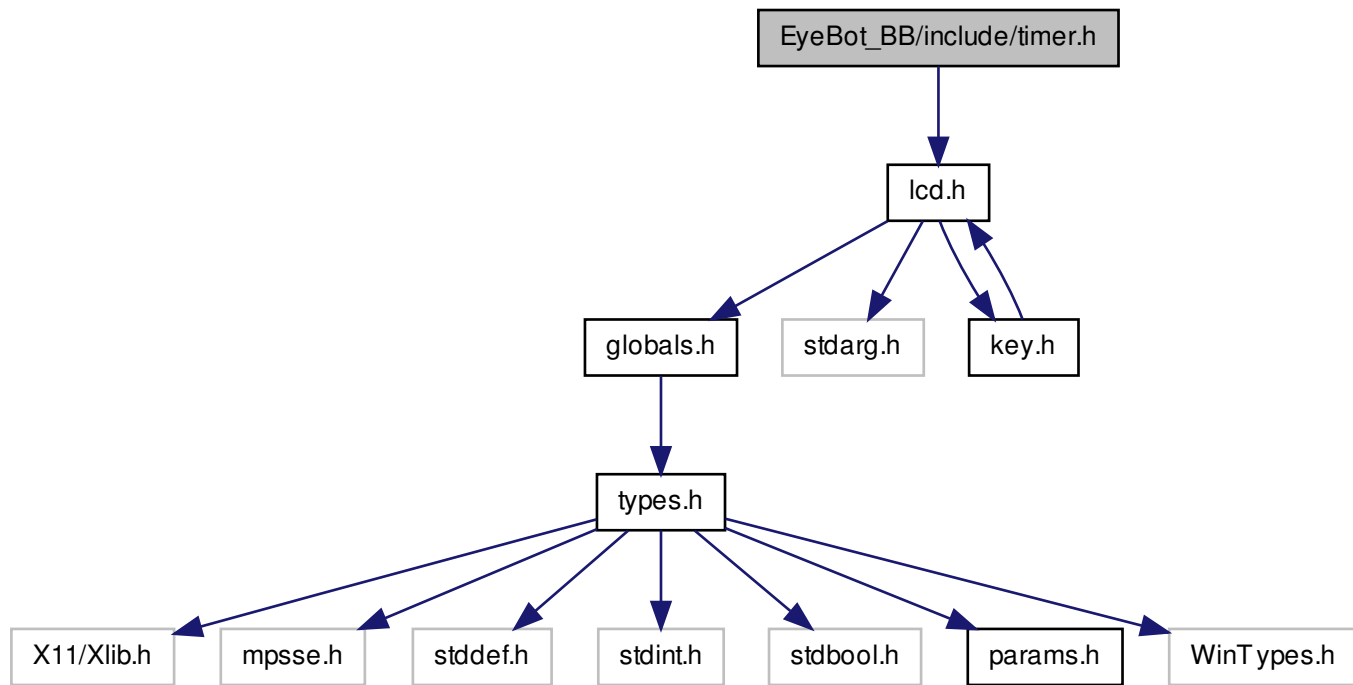 EyeBot_BB/include/timer.h
lcd.h
globals.h
stdarg.h
key.h
types.h
X11/Xlib.h
mpsse.h
stddef.h
stdint.h
stdbool.h
params.h
WinTypes.h